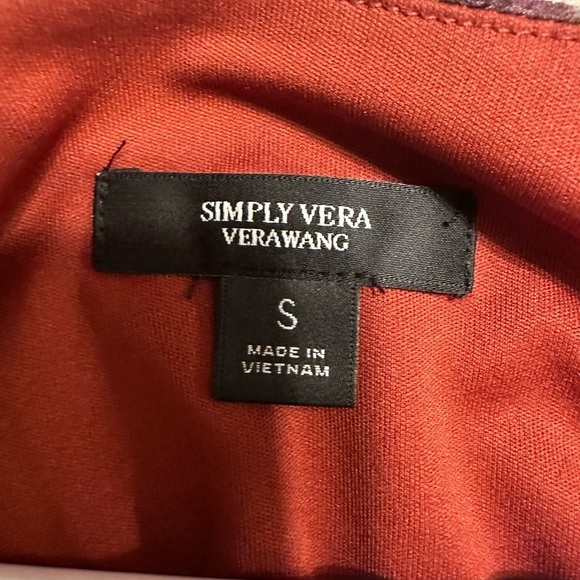 SIMPLY VERA
VERAWANG
S
MADE IN
VIETNAM